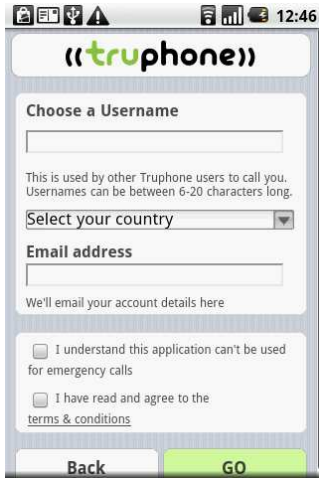 12:46
((truphone))
Choose a Username
This is used by other Truphone users to call you.
Usernames can be between 6-20 characters long.
Select your country
Email address
We'll email your account details here
I understand this application can't be used
for emergency calls
I have read and agree to the
terms & conditions
Back GO